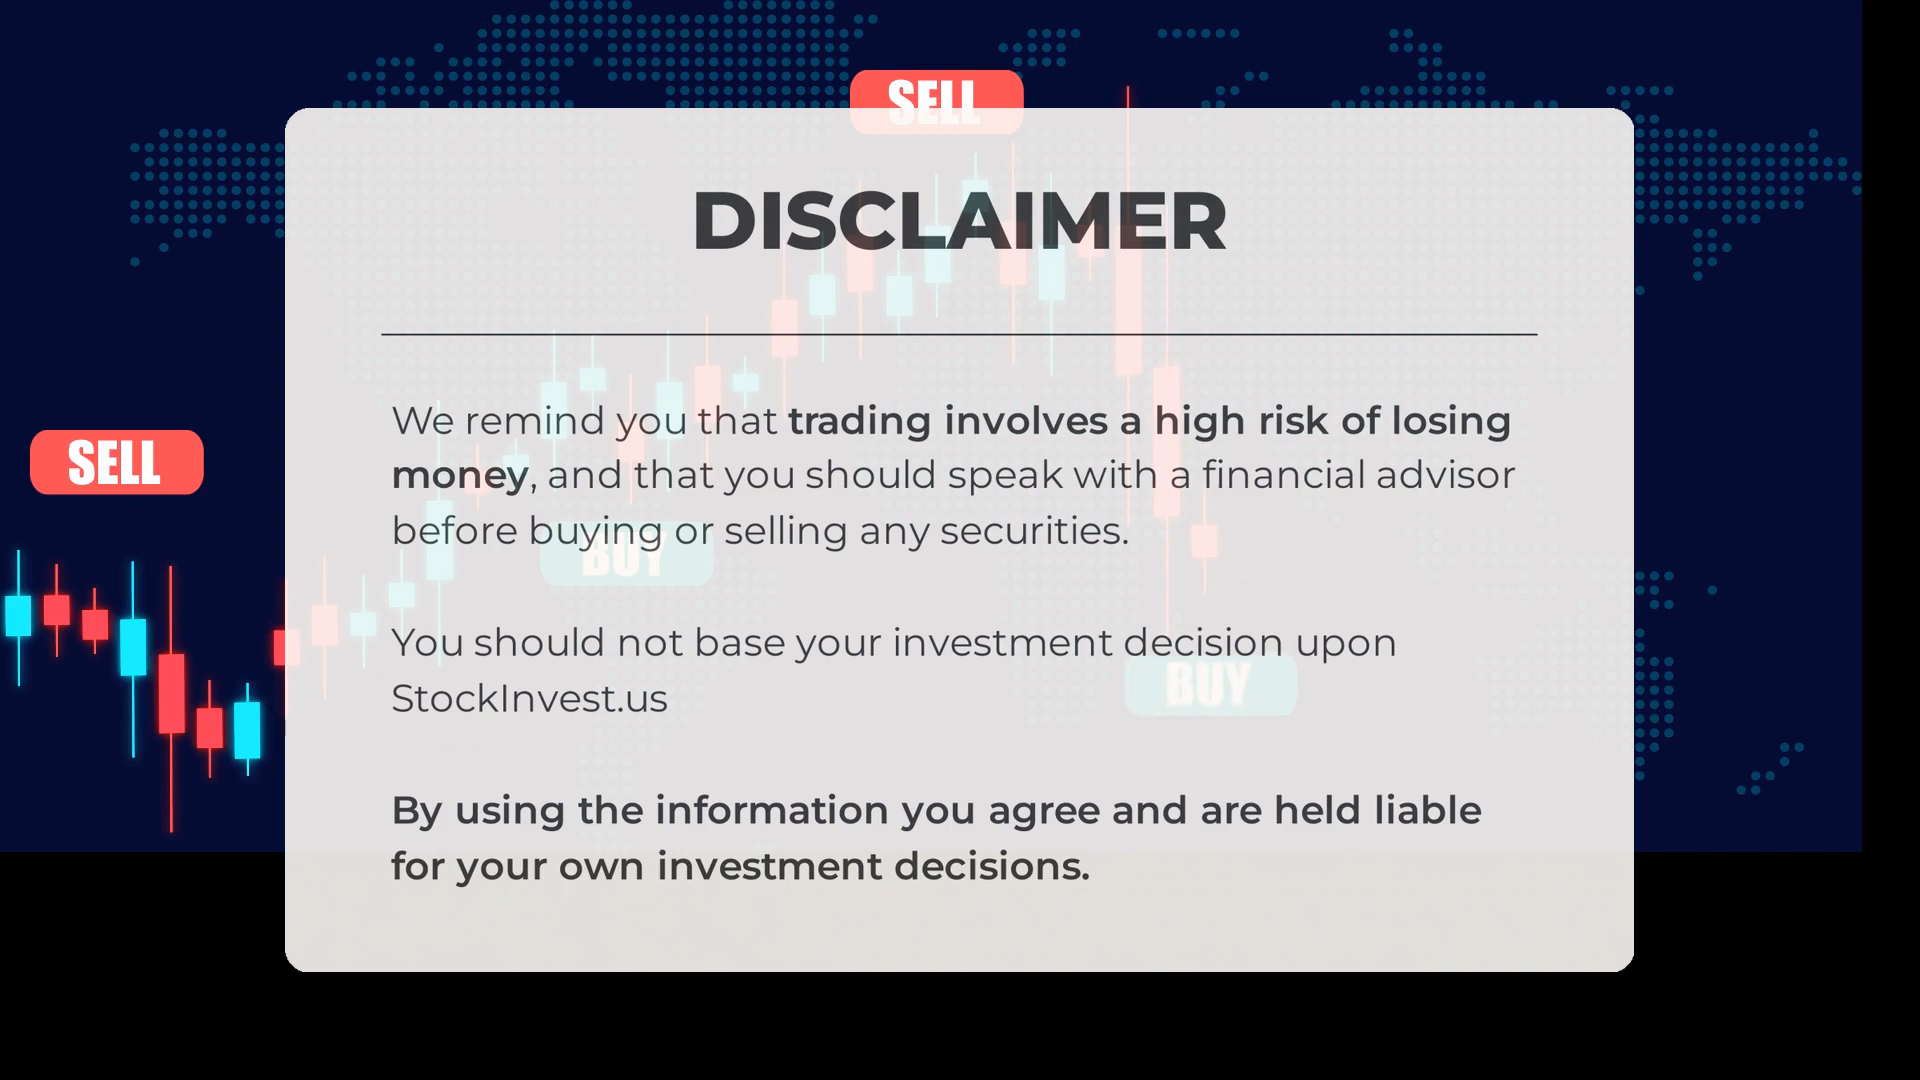 SELL
DISCLAIMER
We remind you that trading involves a high risk of losing
money, and that you should speak with a financial advisor
before buying or selling any securities.
SELL
BUY
You should not base your investment decision upon
StockInvest.us
BUY
By using the information you agree and are held liable
for your own investment decisions.